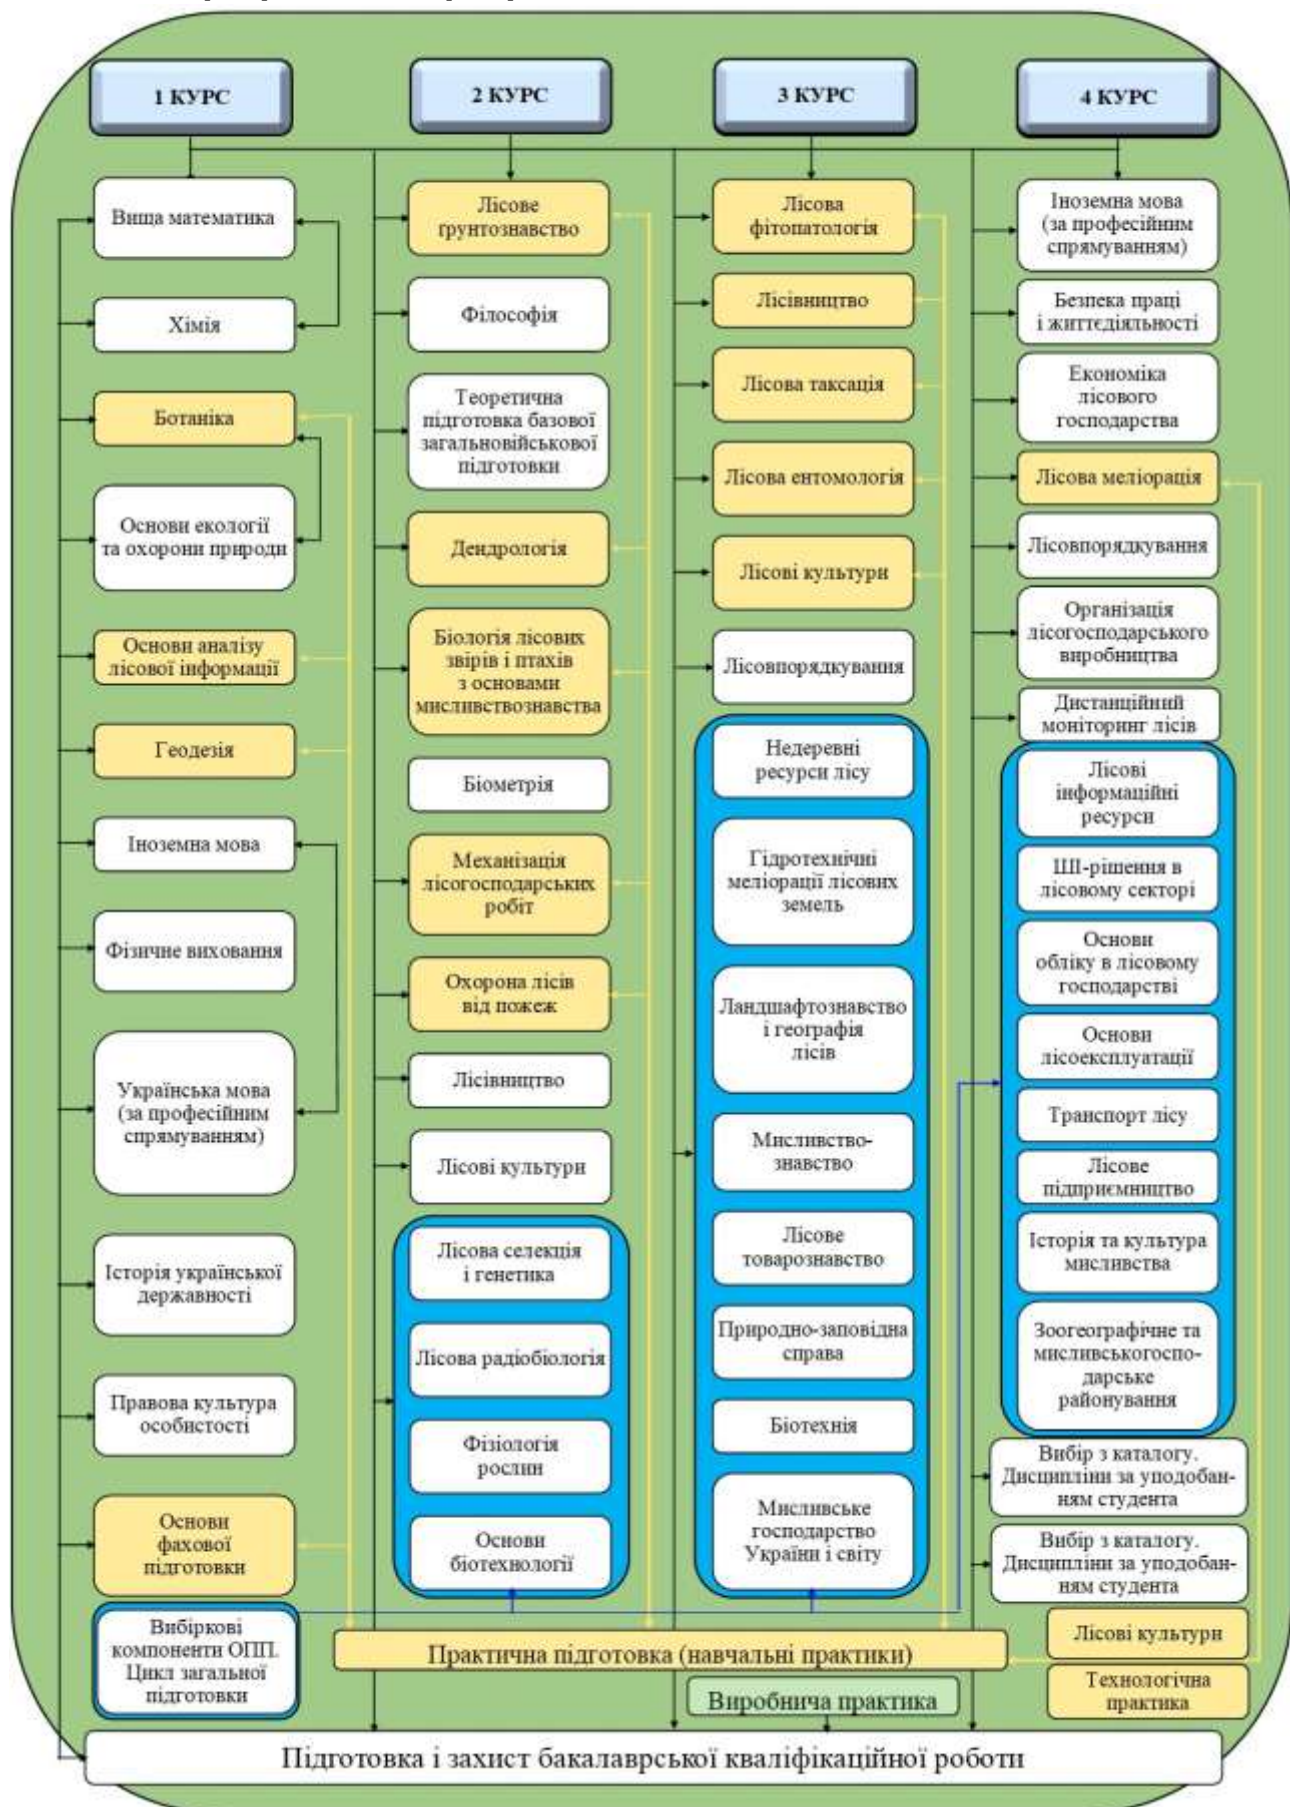 1 КУРС
Вища математика
Хімія
Ботаніка
Основи екології
та охорони природи
Основи аналізу
лісової інформації
Геодезія
Іноземна мова
Фізичне виховання
Українська мова
(за професійним
спрямуванням)
Історія української
державності
Правова культура
особистості
Основи
фахової
підготовки
Вибіркові
компоненти ОПП.
Цикл загальної
підготовки
2 КУРС
Лісове
ґрунтознавство
Філософія
Теоретична
підготовка базової
загальновійськової
підготовки
Дендрологія
Біологія лісових
звірів і птахів
з основами
мисливствознавства
Біометрія
Механізація
лісогосподарських
робіт
Охорона лісів
від пожеж
Лісівництво
Лісові культури
Лісова селекція
і генетика
Лісова радіобіологія
Фізіологія
рослин
Основи
біотехнології
3 КУРС
Лісова
фітопатологія
Лісівництво
Лісова таксація
Лісова ентомологія
Лісові культури
Лісовпорядкування
Недеревні
ресурси лісу
Гідротехнічні
меліорації лісових
земель
Ландшафтознавство
і географія
лісів
Мисливство-
знавство
Лісове
товарознавство
Природно-заповідна
справа
Біотехнія
Мисливське
господарство
України і світу
4 КУРС
Іноземна мова
(за професійним
спрямуванням)
Безпека праці
і життєдіяльності
Економіка
лісового
господарства
Лісова меліорація
Лісовпорядкування
Організація
лісогосподарського
виробництва
Дистанційний
моніторинг лісів
Лісові
інформаційні
ресурси
ШІ-рішення в
лісовому секторі
Основи
обліку в лісовому
господарстві
Основи
лісоексплуатації
Транспорт лісу
Лісове
підприємництво
Історія та культура
мисливства
Зоогеографічне та
мисливськогоспо-
дарське
районування
Вибір з каталогу.
Дисципліни за уподобан-
ням студента
Вибір з каталогу.
Дисципліни за уподобан-
ням студента
Лісові культури
Технологічна
практика
Практична підготовка (навчальні практики)
Виробнича практика
Підготовка і захист бакалаврської кваліфікаційної роботи